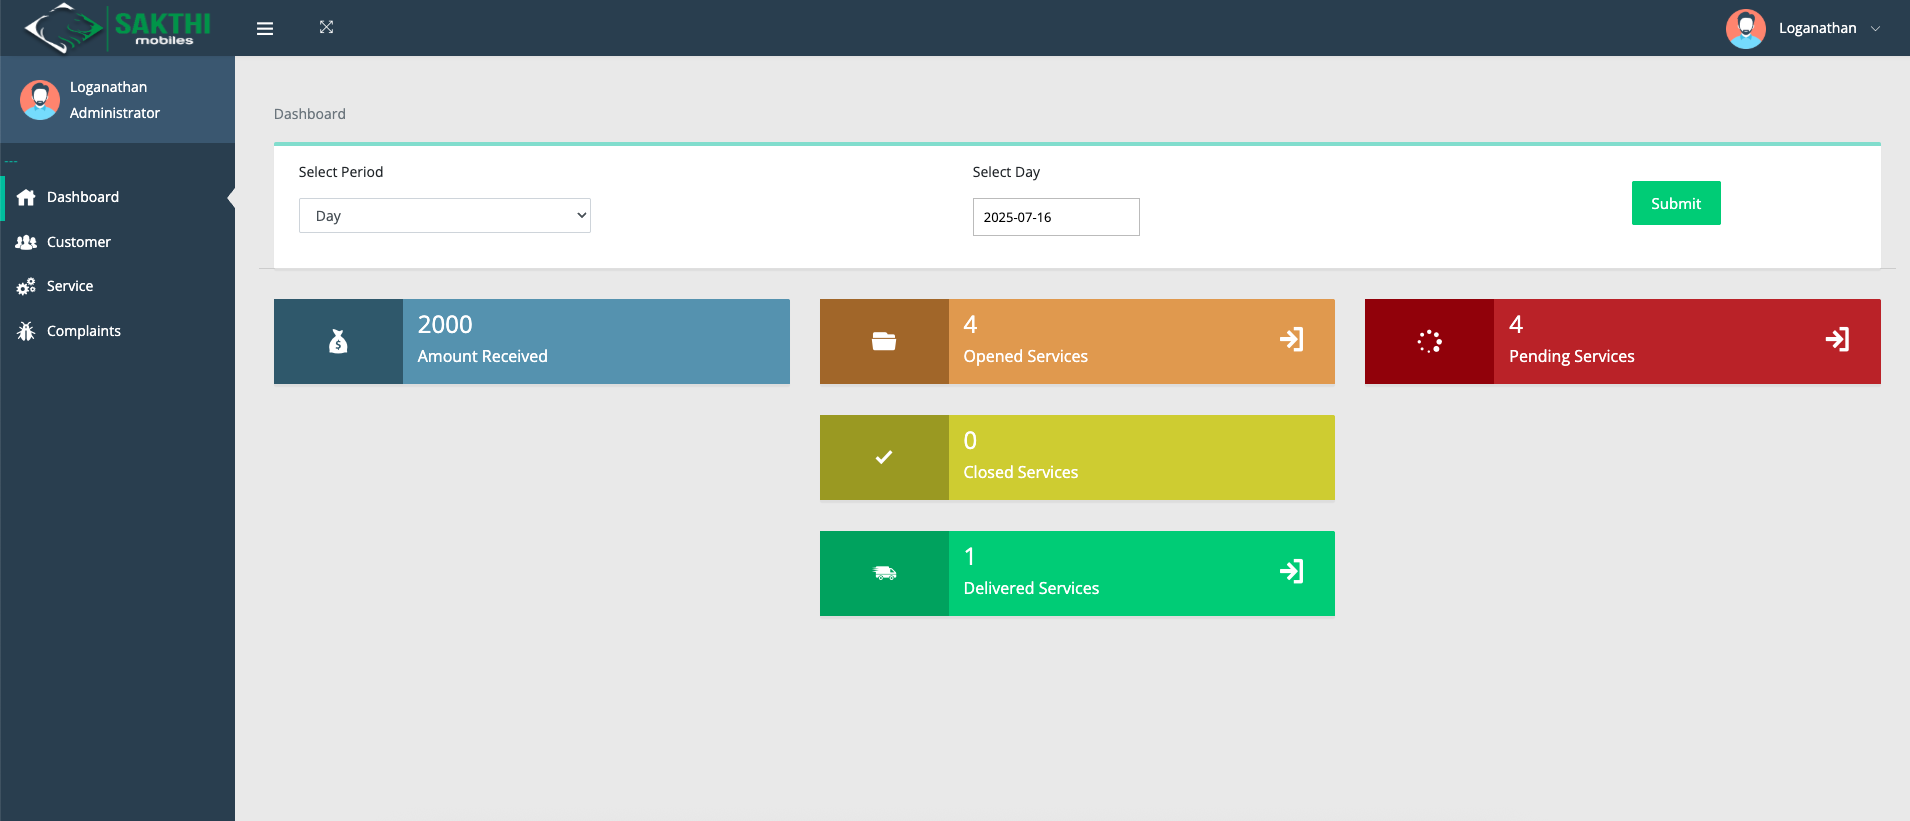 SAKTHI
mobiles
Loganathan
Loganathan
Administrator
---
Dashboard
Customer
Service
Complaints
Dashboard
Select Period
Day
Select Day
2025-07-16
Submit
2000
Amount Received
4
Opened Services
4
Pending Services
0
Closed Services
1
Delivered Services